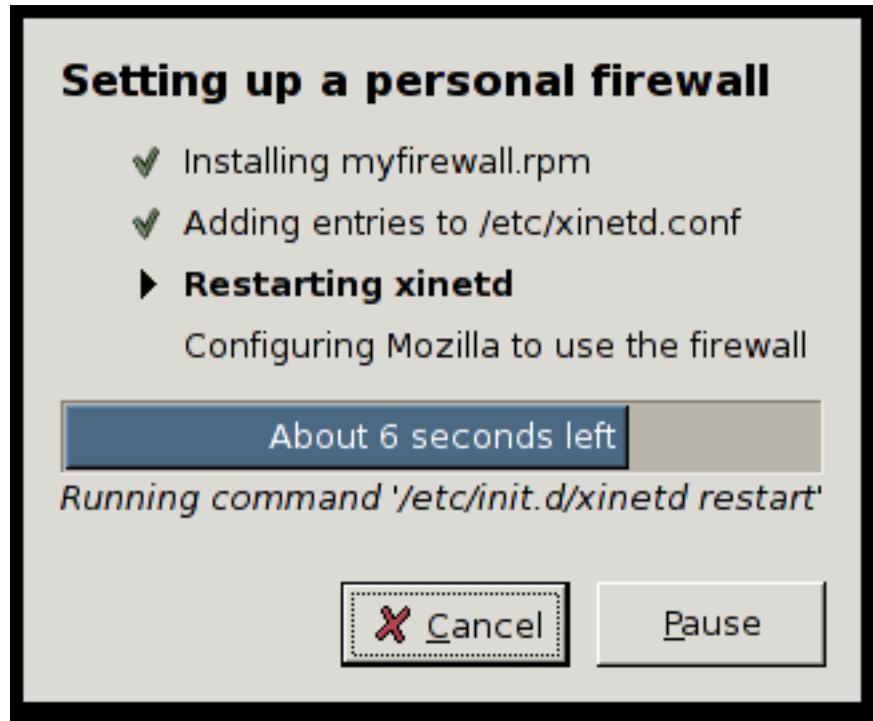 Setting up a personal firewall
Installing myfirewall.rpm
Adding entries to /etc/xinetd.conf
Restarting xinetd
Configuring Mozilla to use the firewall
About 6 seconds left
Running command '/etc/init.d/xinetd restart'
Cancel Pause